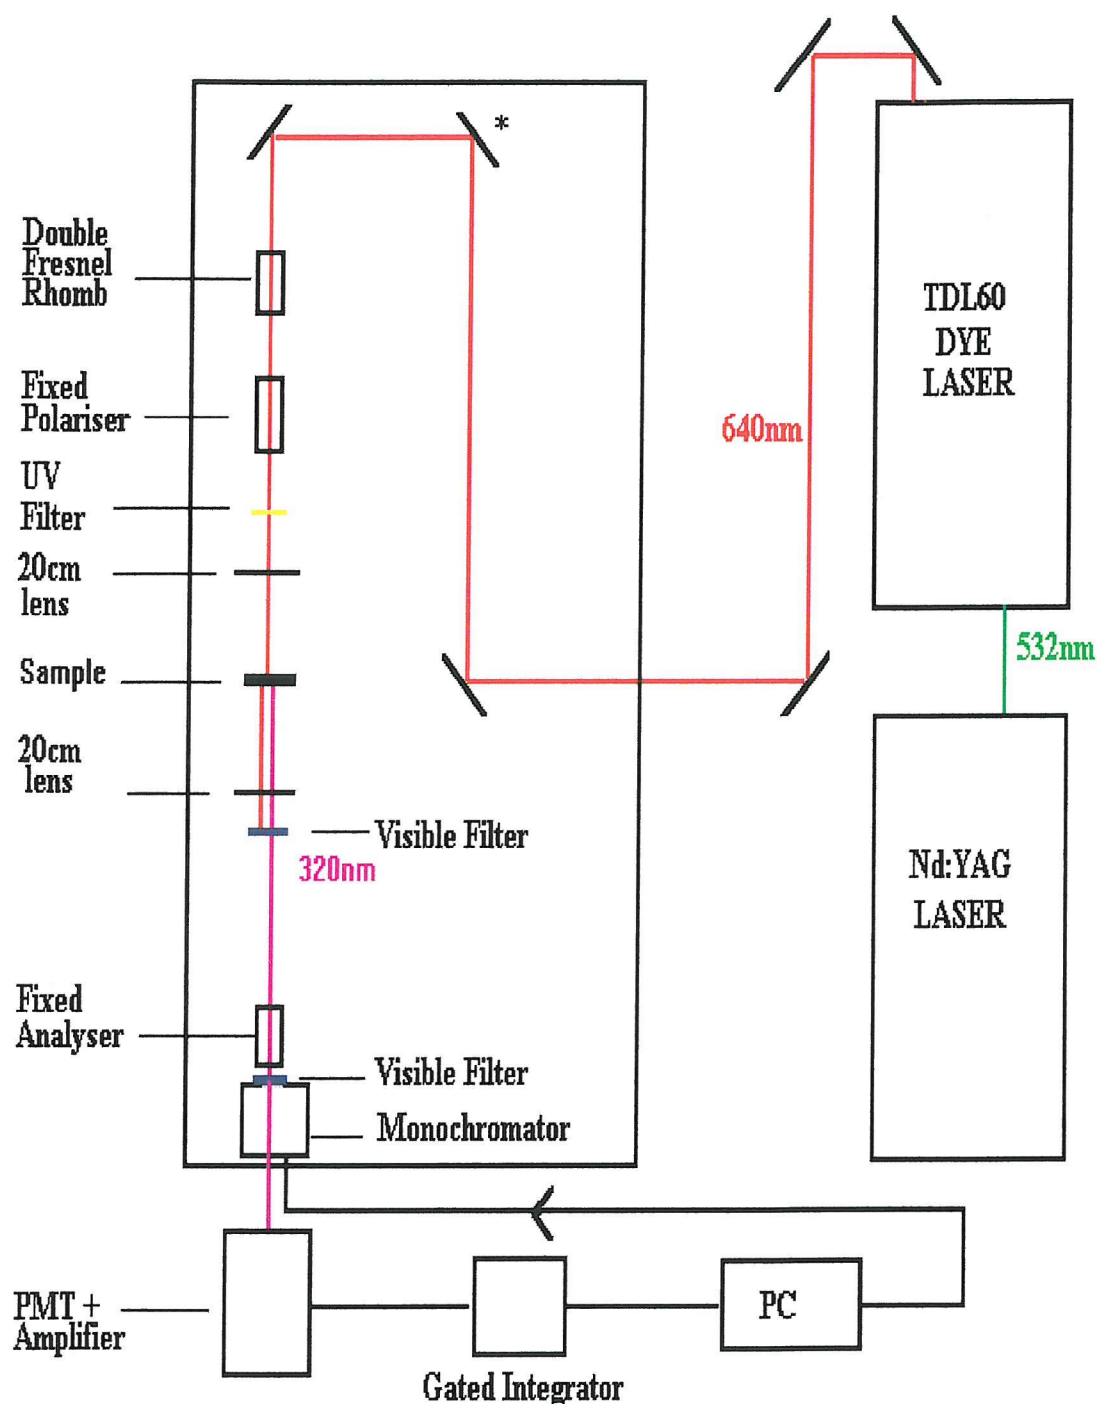 *
Double
Fresnel
Rhomb
TDL60
DYE
LASER
Fixed
Polariser
640nm
UV
Filter
20cm
lens
532nm
Sample
20cm
lens
Visible Filter
320nm
Nd:YAG
LASER
Fixed
Analyser
Visible Filter
Monochromator
PMT +
Amplifier
PC
Gated Integrator